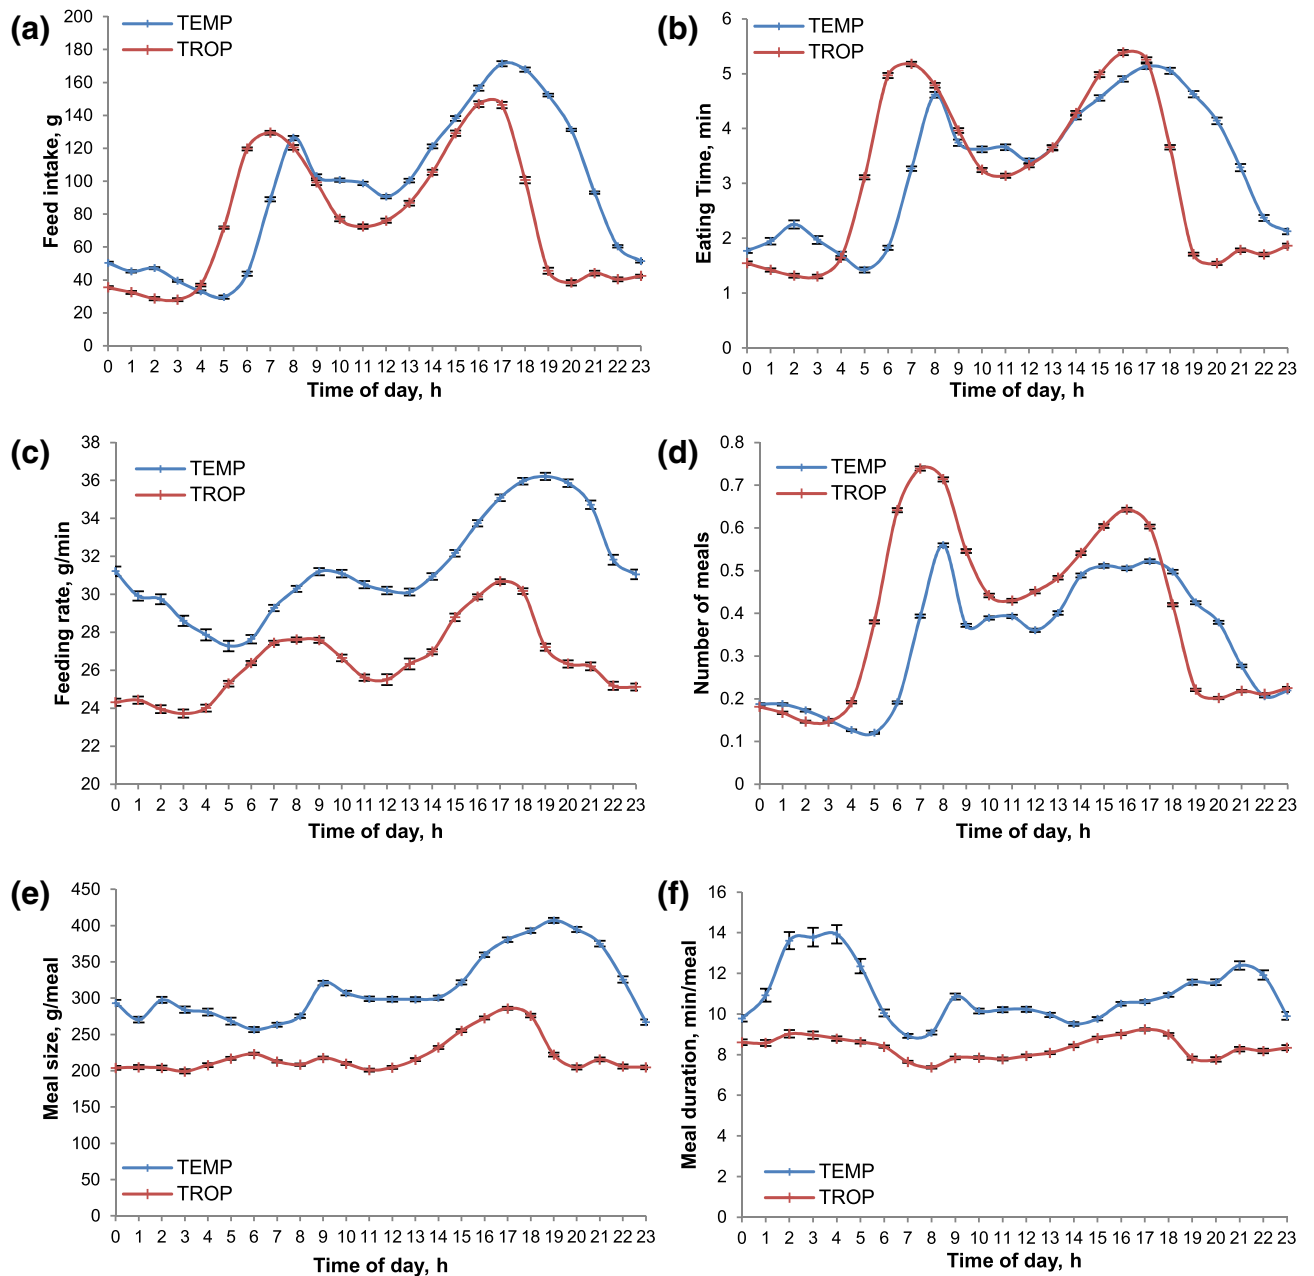 (a)
TEMP
TROP
Feed intake, g
200
180
160
140
120
100
80
60
40
20
0
0 1 2 3 4 5 6 7 8 9 10 11 12 13 14 15 16 17 18 19 20 21 22 23
Time of day, h
(b)
TEMP
TROP
Eating Time, min
6
5
4
3
2
1
0
0 1 2 3 4 5 6 7 8 9 10 11 12 13 14 15 16 17 18 19 20 21 22 23
Time of day, h
(c)
TEMP
TROP
Feeding rate, g/min
38
36
34
32
30
28
26
24
22
20
0 1 2 3 4 5 6 7 8 9 10 11 12 13 14 15 16 17 18 19 20 21 22 23
Time of day, h
(d)
TEMP
TROP
Number of meals
0.8
0.7
0.6
0.5
0.4
0.3
0.2
0.1
0
0 1 2 3 4 5 6 7 8 9 10 11 12 13 14 15 16 17 18 19 20 21 22 23
Time of day, h
(e)
Meal size, g/meal
450
400
350
300
250
200
150
100
50
0
TEMP
TROP
0 1 2 3 4 5 6 7 8 9 10 11 12 13 14 15 16 17 18 19 20 21 22 23
Time of day, h
(f)
Meal duration, min/meal
16
14
12
10
8
6
4
2
0
TEMP
TROP
0 1 2 3 4 5 6 7 8 9 10 11 12 13 14 15 16 17 18 19 20 21 22 23
Time of day, h